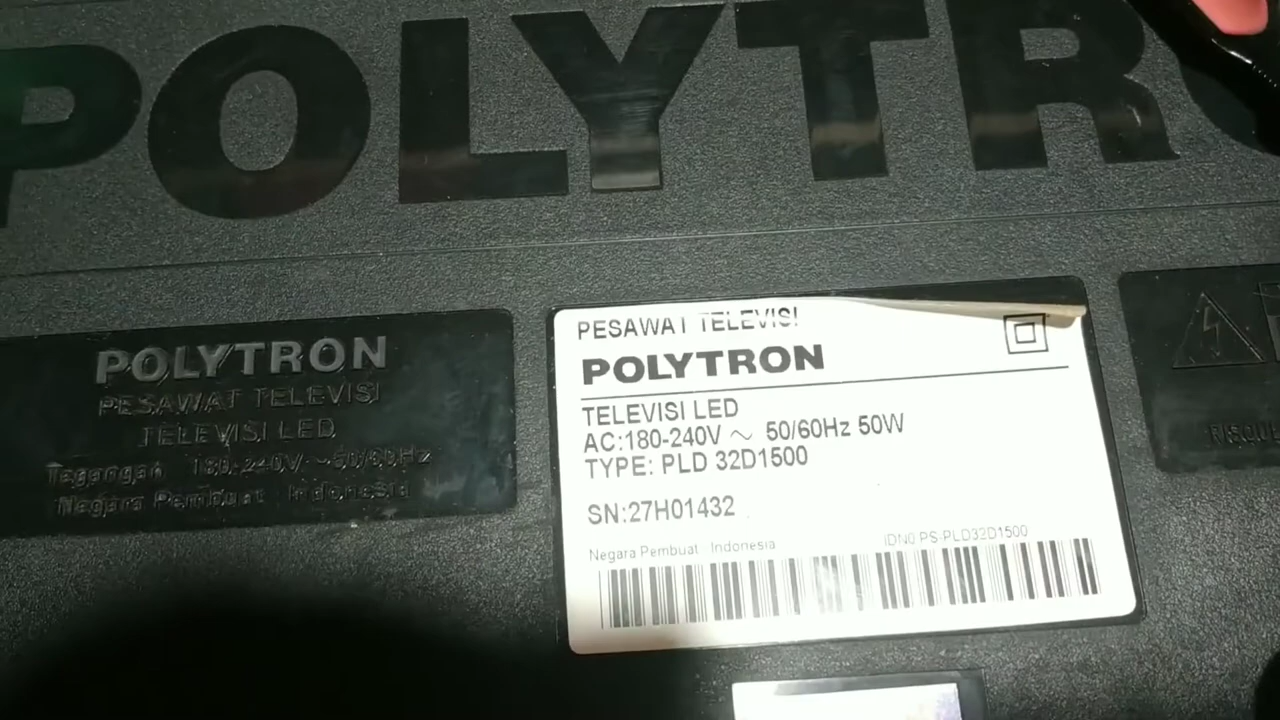 POLYTR
POLYTRON
PESAWAT TELEVISI
TELEVISI LED
Tegangan 180-240V ~50/60Hz
Negara Pembuat Indonesia
PESAWAT TELEVISI
POLYTRON
TELEVISI LED
AC:180-240V ~ 50/60Hz 50W
TYPE: PLD 32D1500
SN:27H01432
Negara Pembuat Indonesia
IDN0 PS-PLD32D1500